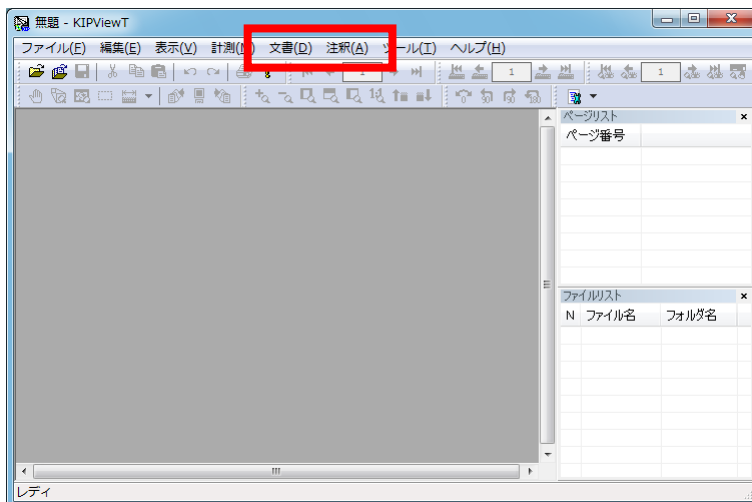 無題 - KIPViewT
ファイル(F) 編集(E) 表示(V) 計測( ) 文書(D) 注釈(A) ツール(T) ヘルプ(H)
1 1 1
ページリスト
ページ番号
ファイルリスト
N ファイル名 フォルダ名
レディ